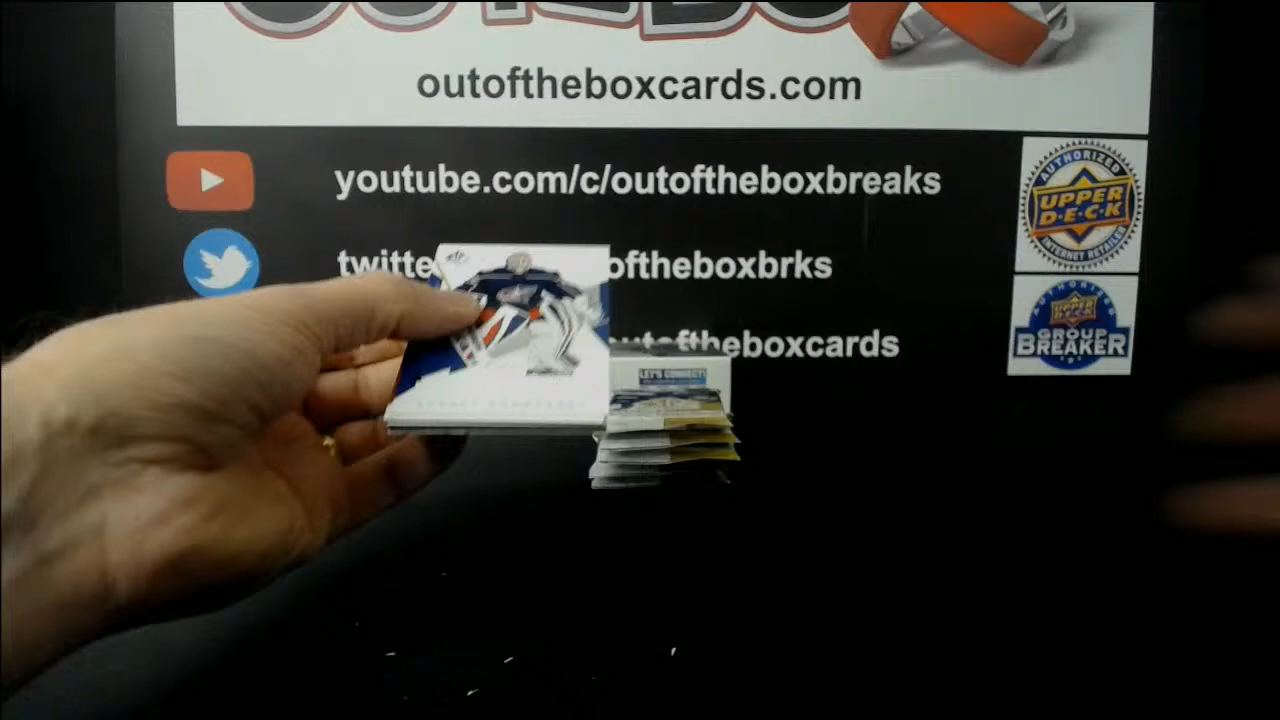 outoftheboxcards.com
youtube.com/c/outoftheboxbreaks
twitte
oftheboxbrks
outoftheboxcards
AUTHORIZED
UPPER
D·E·C·K
INTERNET RETAILER
AUTHORIZED
UPPER
DECK
GROUP
BREAKER
LET'S CONNECT!